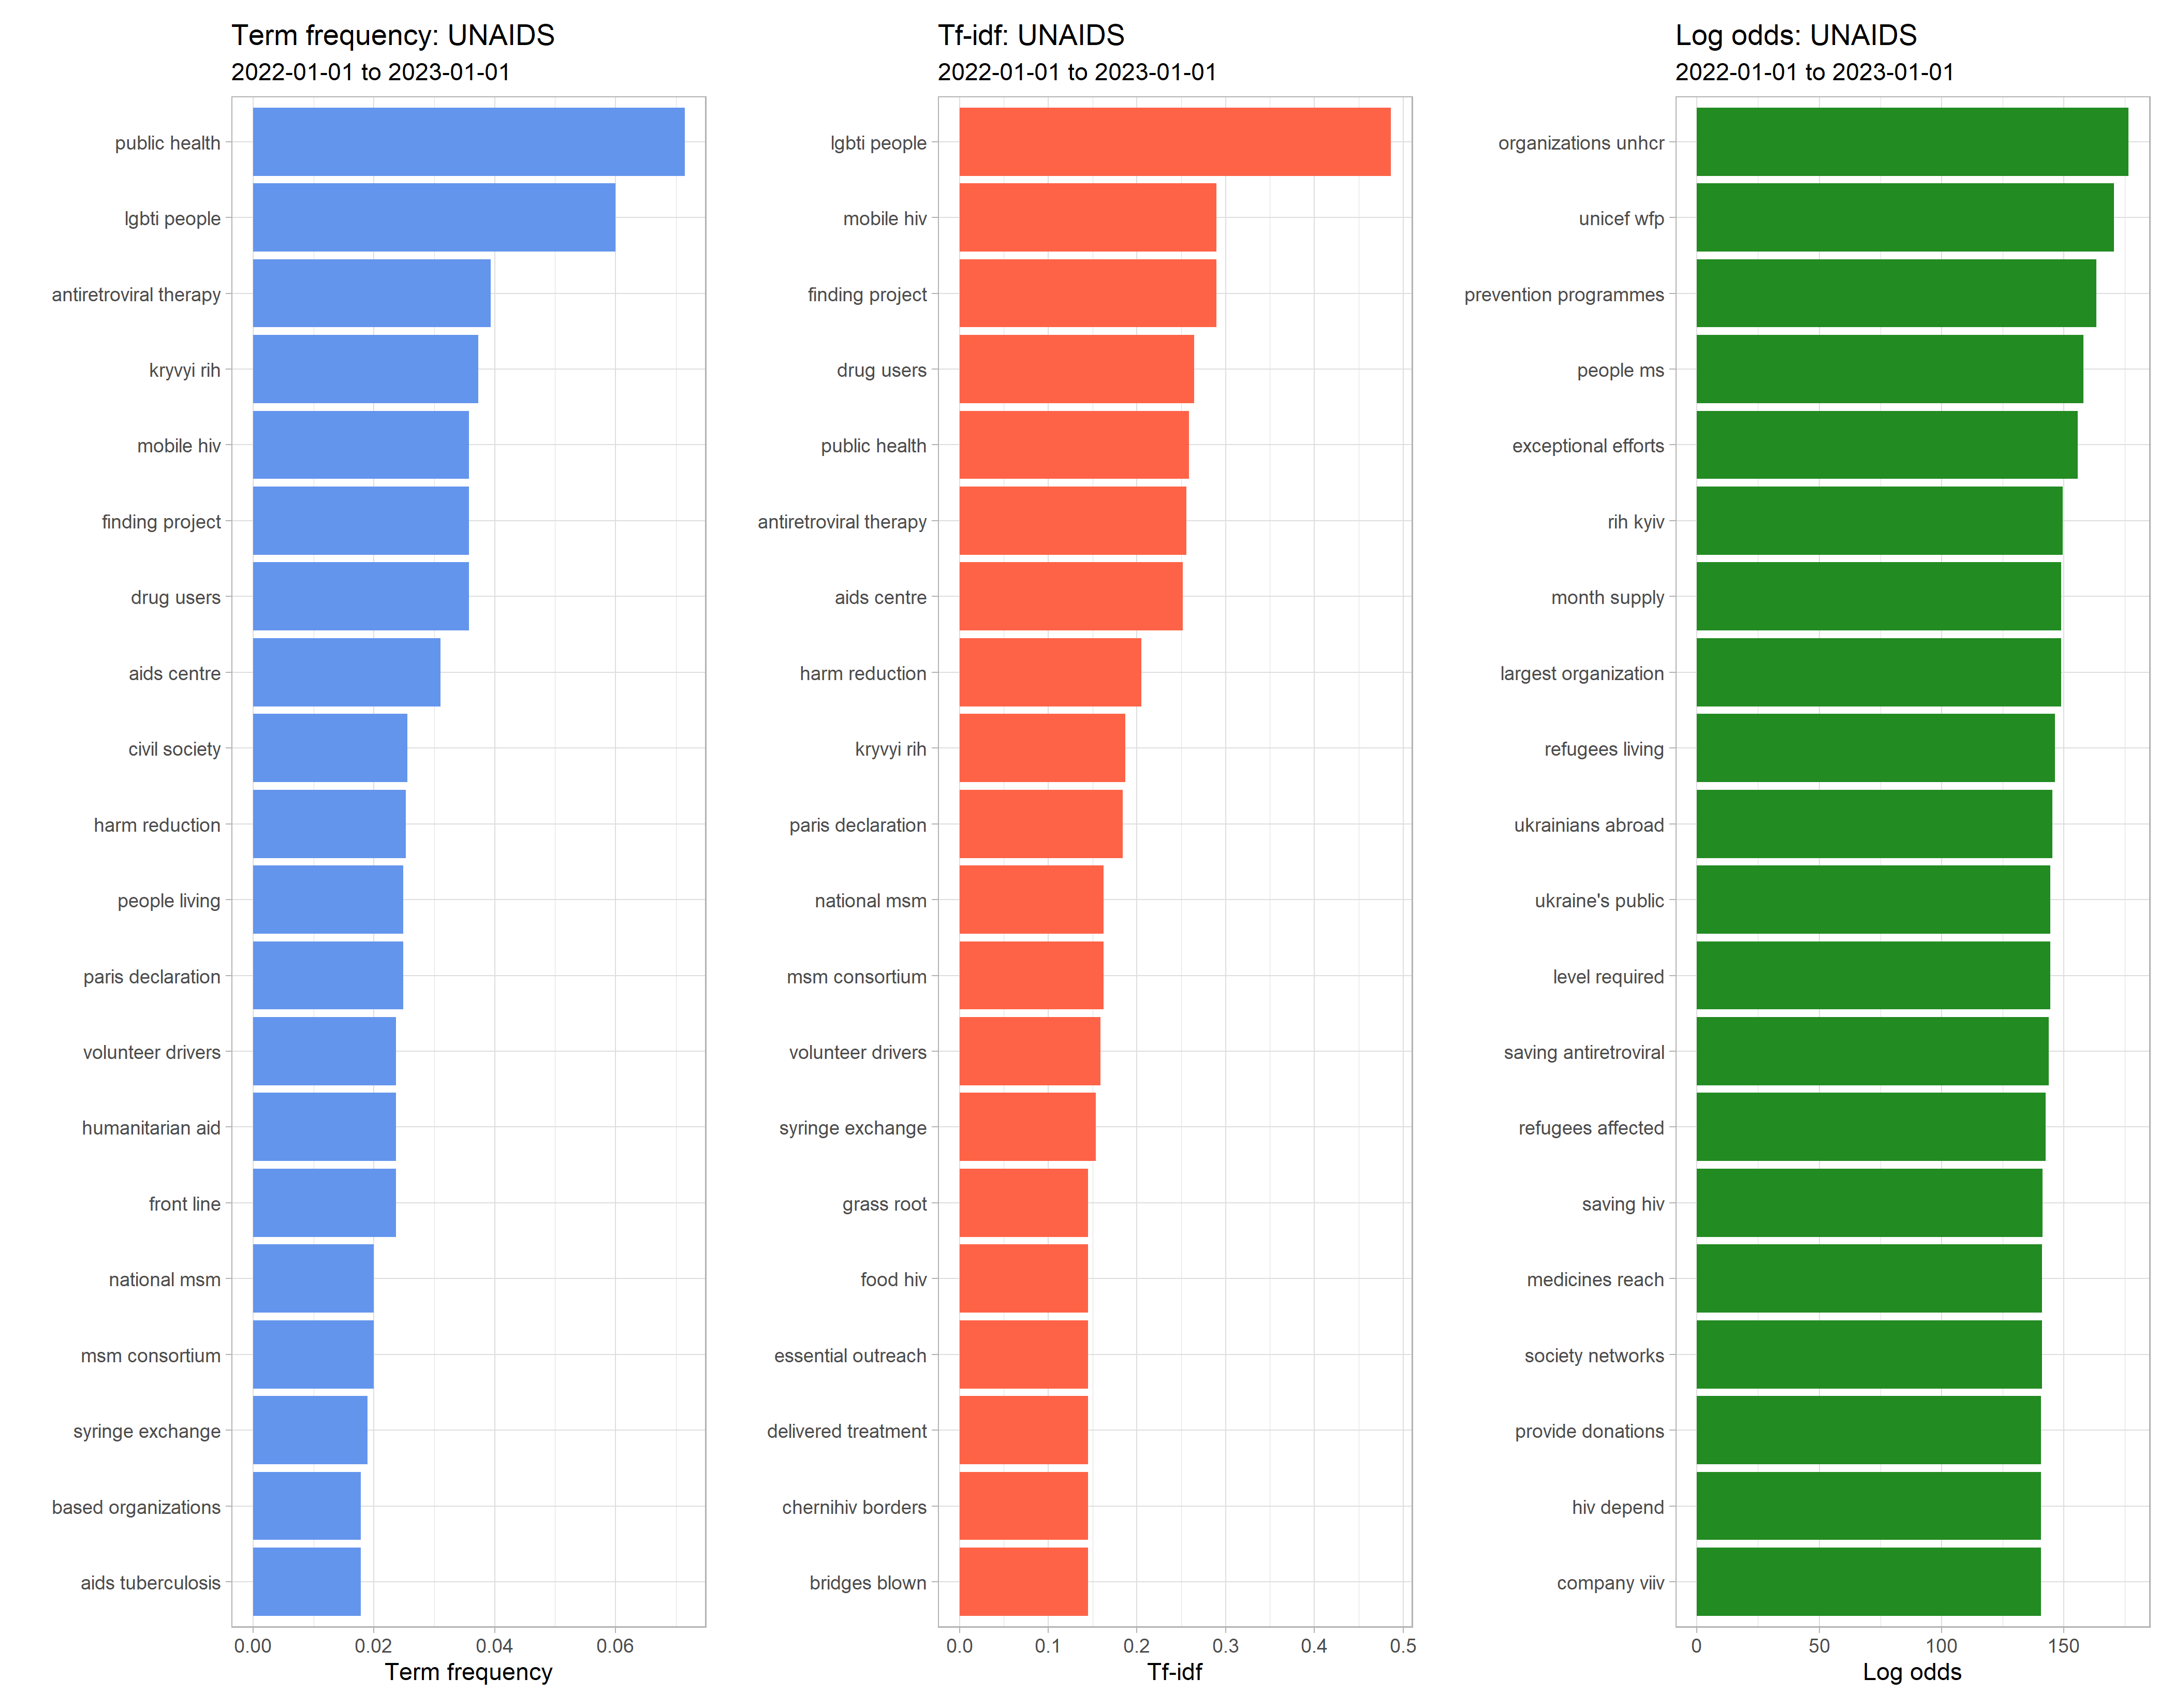 Term frequency: UNAIDS
2022-01-01 to 2023-01-01
public health
lgbti people
antiretroviral therapy
kryvyi rih
mobile hiv
finding project
drug users
aids centre
civil society
harm reduction
people living
paris declaration
volunteer drivers
humanitarian aid
front line
national msm
msm consortium
syringe exchange
based organizations
aids tuberculosis
0.00 0.02 0.04 0.06
Term frequency
Tf-idf: UNAIDS
2022-01-01 to 2023-01-01
lgbti people
mobile hiv
finding project
drug users
public health
antiretroviral therapy
aids centre
harm reduction
kryvyi rih
paris declaration
national msm
msm consortium
volunteer drivers
syringe exchange
grass root
food hiv
essential outreach
delivered treatment
chernihiv borders
bridges blown
0.0 0.1 0.2 0.3 0.4 0.5
Tf-idf
Log odds: UNAIDS
2022-01-01 to 2023-01-01
organizations unhcr
unicef wfp
prevention programmes
people ms
exceptional efforts
rih kyiv
month supply
largest organization
refugees living
ukrainians abroad
ukraine's public
level required
saving antiretroviral
refugees affected
saving hiv
medicines reach
society networks
provide donations
hiv depend
company viiv
0 50 100 150
Log odds